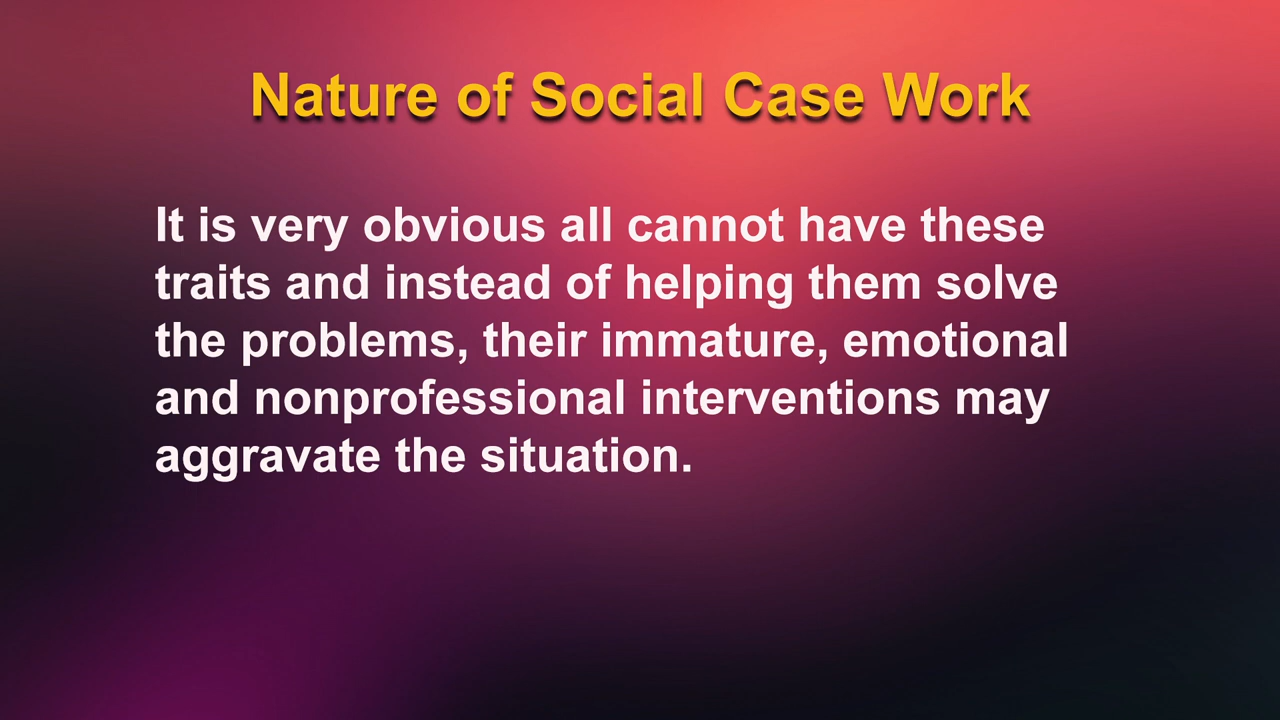 Nature of Social Case Work
It is very obvious all cannot have these
traits and instead of helping them solve
the problems, their immature, emotional
and nonprofessional interventions may
aggravate the situation.